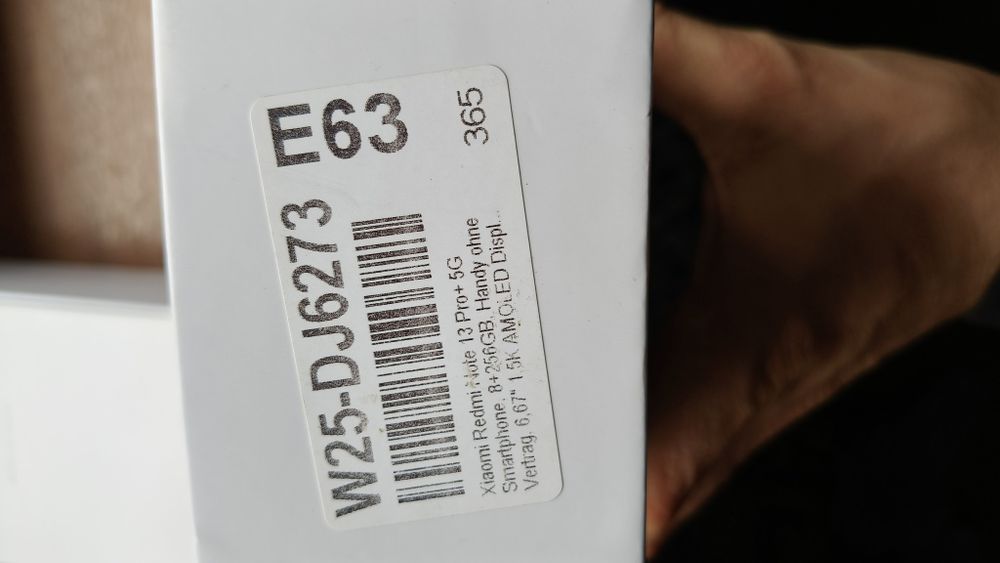 W25-DJ6273 E63
365
Xiaomi Redmi Note 13 Pro+ 5G
Smartphone, 8+256GB, Handy ohne
Vertrag, 6,67" 1,5K AMOLED Displ...